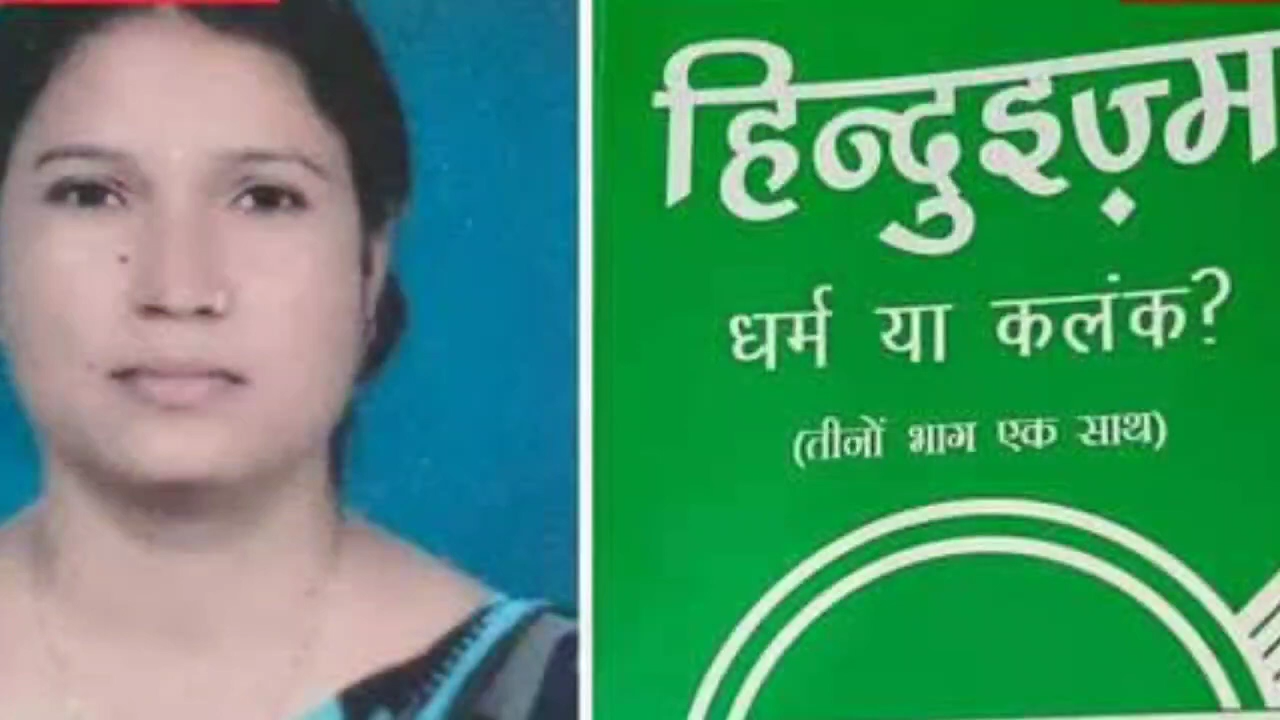 हिन्दुइज़्म
धर्म या कलंक?
(तीनों भाग एक साथ)